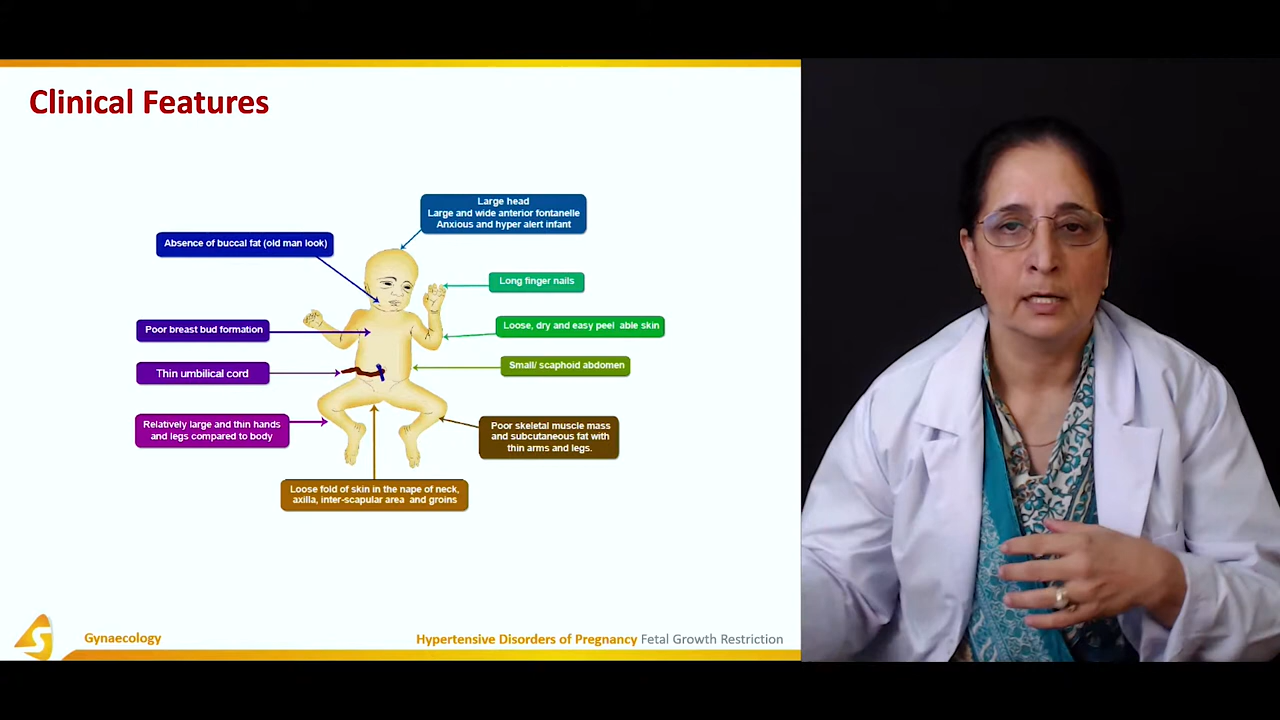 Clinical Features
Large head
Large and wide anterior fontanelle
Anxious and hyper alert infant
Absence of buccal fat (old man look)
Long finger nails
Poor breast bud formation
Loose, dry and easy peel able skin
Thin umbilical cord
Small/ scaphoid abdomen
Relatively large and thin hands
and legs compared to body
Poor skeletal muscle mass
and subcutaneous fat with
thin arms and legs.
Loose fold of skin in the nape of neck,
axilla, inter-scapular area and groins
S
Gynaecology
Hypertensive Disorders of Pregnancy Fetal Growth Restriction